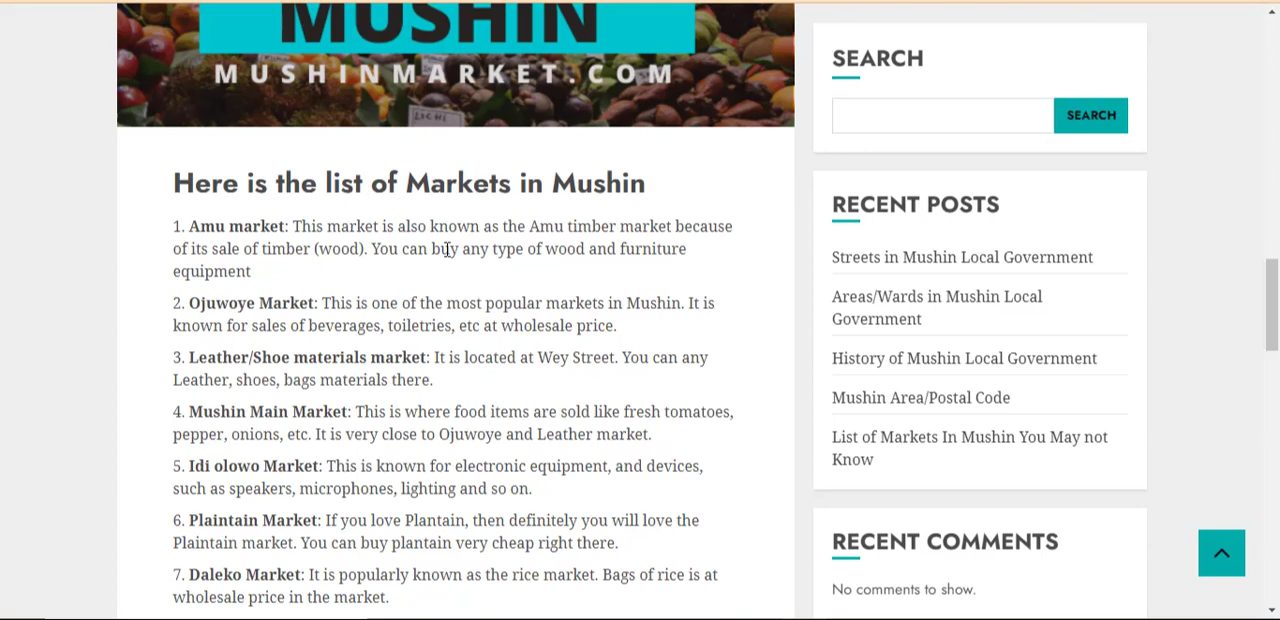 MUSHIN
MUSHINMARKET.COM
LICHI
Here is the list of Markets in Mushin
1. Amu market: This market is also known as the Amu timber market because
of its sale of timber (wood). You can buy any type of wood and furniture
equipment
2. Ojuwoye Market: This is one of the most popular markets in Mushin. It is
known for sales of beverages, toiletries, etc at wholesale price.
3. Leather/Shoe materials market: It is located at Wey Street. You can any
Leather, shoes, bags materials there.
4. Mushin Main Market: This is where food items are sold like fresh tomatoes,
pepper, onions, etc. It is very close to Ojuwoye and Leather market.
5. Idi olowo Market: This is known for electronic equipment, and devices,
such as speakers, microphones, lighting and so on.
6. Plaintain Market: If you love Plantain, then definitely you will love the
Plaintain market. You can buy plantain very cheap right there.
7. Daleko Market: It is popularly known as the rice market. Bags of rice is at
wholesale price in the market.
SEARCH
SEARCH
RECENT POSTS
Streets in Mushin Local Government
Areas/Wards in Mushin Local
Government
History of Mushin Local Government
Mushin Area/Postal Code
List of Markets In Mushin You May not
Know
RECENT COMMENTS
No comments to show.